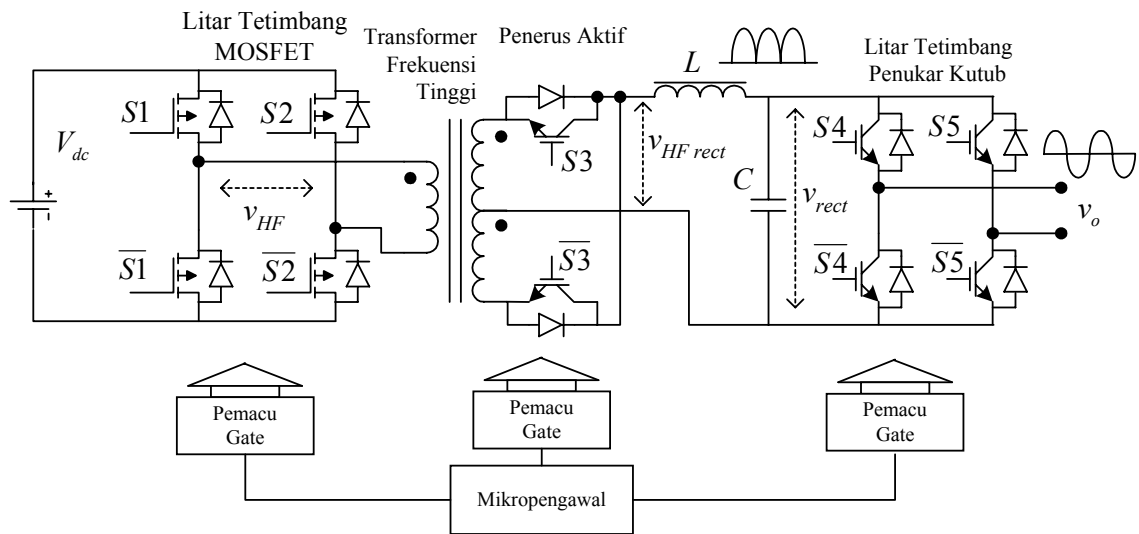 Litar Tetimbang
MOSFET
Transformer
Frekuensi
Tinggi
Penerus Aktif
Litar Tetimbang
Penukar Kutub
S1
S2
V_dc
v_HF
S̅1̅
S̅2̅
S3
S̅3̅
L
v_HF rect
C
v_rect
S4
S5
S̅4̅
S̅5̅
v_o
+
-
Pemacu
Gate
Pemacu
Gate
Pemacu
Gate
Mikropengawal